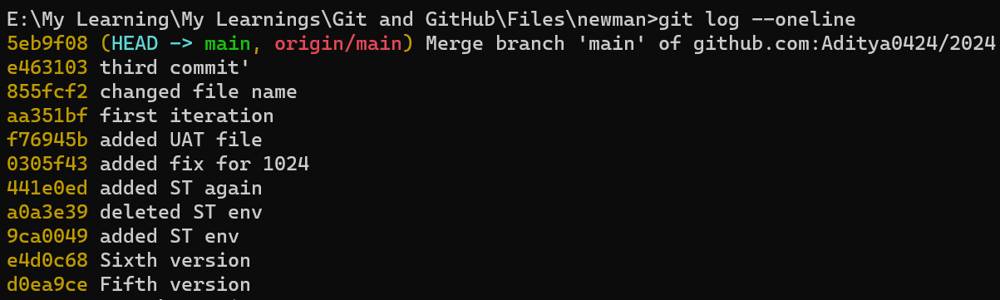 E:\My Learning\My Learnings\Git and GitHub\Files\newman>git log --oneline
5eb9f08 (HEAD -> main, origin/main) Merge branch 'main' of github.com:Aditya0424/2024
e463103 third commit'
855fcf2 changed file name
aa351bf first iteration
f76945b added UAT file
0305f43 added fix for 1024
441e0ed added ST again
a0a3e39 deleted ST env
9ca0049 added ST env
e4d0c68 Sixth version
d0ea9ce Fifth version